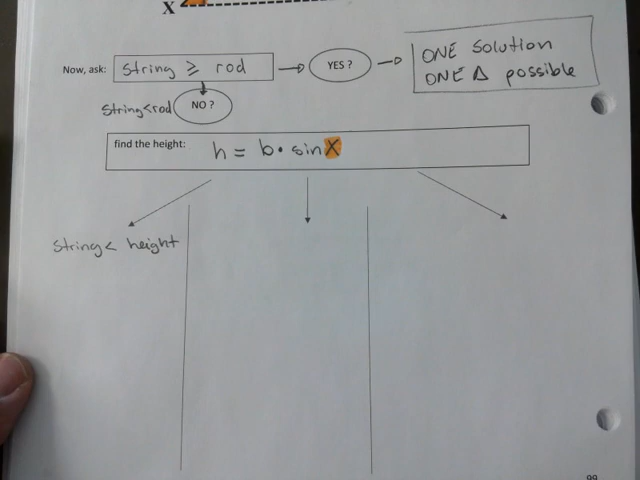 X
Now, ask: String ≥ rod
YES?
ONE Solution
ONE Δ possible
String<rod
NO?
find the height: h = b • sin X
String < height
99